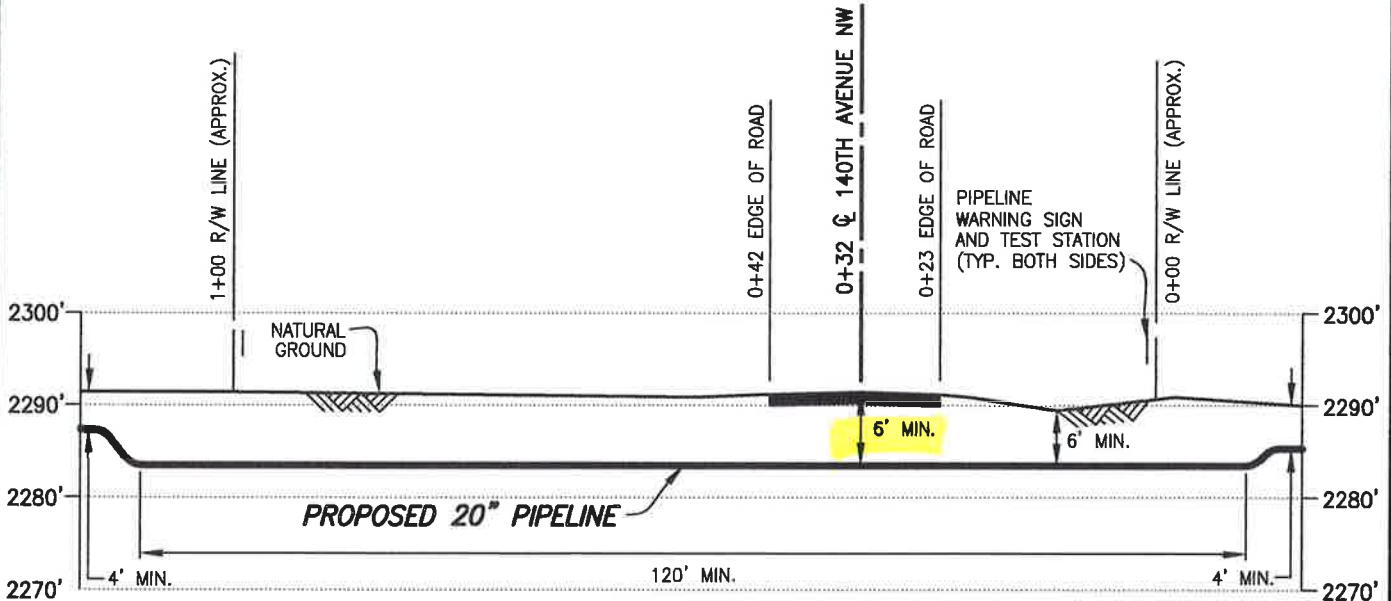 1+00 R/W LINE (APPROX.)
0+42 EDGE OF ROAD
0+32 ℄ 140TH AVENUE NW
0+23 EDGE OF ROAD
PIPELINE
WARNING SIGN
AND TEST STATION
(TYP. BOTH SIDES)
0+00 R/W LINE (APPROX.)
2300'
2300'
NATURAL
GROUND
2290'
2290'
6' MIN.
6' MIN.
2280'
2280'
PROPOSED 20" PIPELINE
4' MIN.
120' MIN.
4' MIN.
2270'
2270'